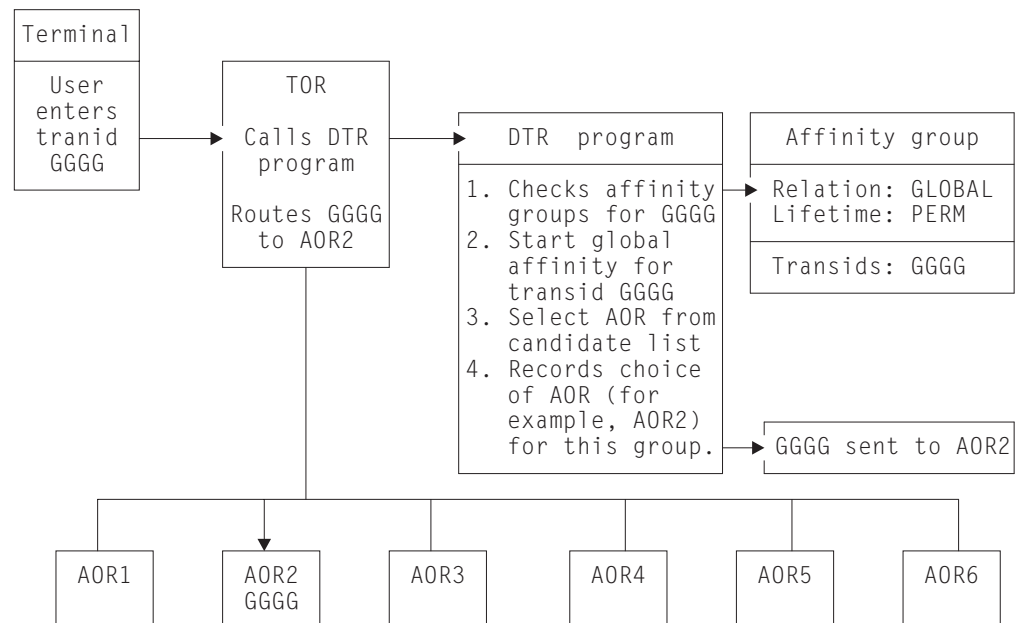 Terminal
User
enters
tranid
GGGG
TOR
Calls DTR
program
Routes GGGG
to AOR2
DTR program
1. Checks affinity
groups for GGGG
2. Start global
affinity for
transid GGGG
3. Select AOR from
candidate list
4. Records choice
of AOR (for
example, AOR2)
for this group.
Affinity group
Relation: GLOBAL
Lifetime: PERM
Transids: GGGG
GGGG sent to AOR2
AOR1
AOR2
GGGG
AOR3
AOR4
AOR5
AOR6